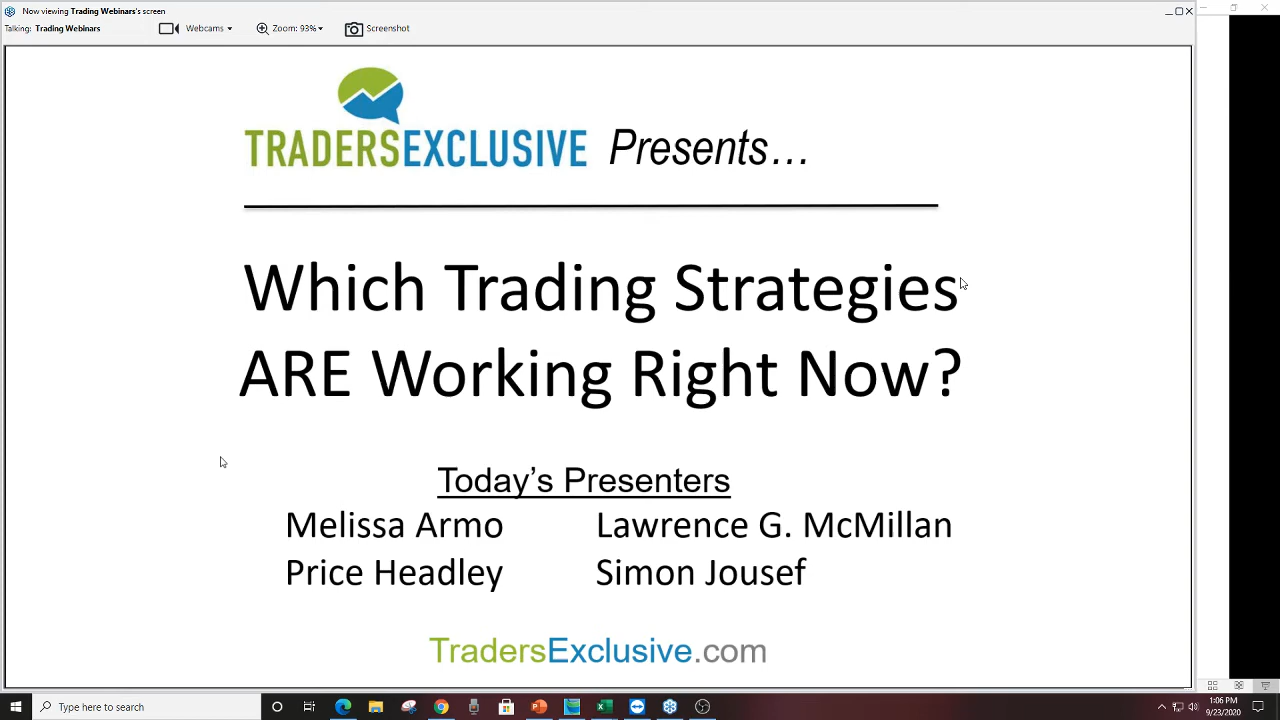 Now viewing Trading Webinars's screen
Talking: Trading Webinars
Webcams
Zoom: 93%
Screenshot
TRADERSEXCLUSIVE Presents…
Which Trading Strategies
ARE Working Right Now?
Today's Presenters
Melissa Armo
Lawrence G. McMillan
Price Headley
Simon Jousef
TradersExclusive.com
Type here to search
1:06 PM
9/23/2020